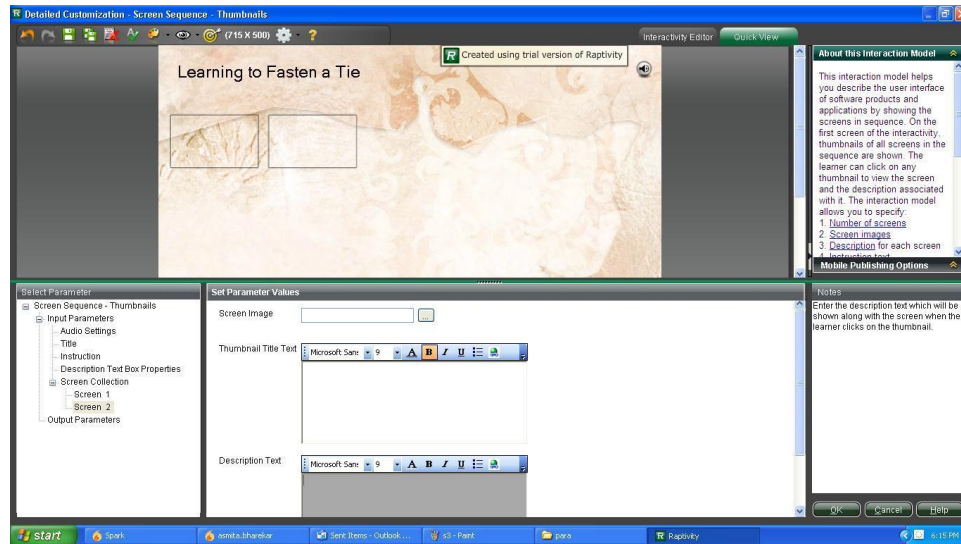 Detailed Customization - Screen Sequence - Thumbnails
(715 X 500)
Interactivity Editor
Quick View
Created using trial version of Raptivity
Learning to Fasten a Tie
About this Interaction Model
This interaction model helps
you describe the user interface
of software products and
applications by showing the
screens in sequence. On the
first screen of the interactivity,
thumbnails of all screens in the
sequence are shown. The
learner can click on any
thumbnail to view the screen
and the description associated
with it. The interaction model
allows you to specify:
1. Number of screens
2. Screen images
3. Description for each screen
4. Instruction text
Mobile Publishing Options
Select Parameter
Screen Sequence - Thumbnails
Input Parameters
Audio Settings
Title
Instruction
Description Text Box Properties
Screen Collection
Screen 1
Screen 2
Output Parameters
Set Parameter Values
Screen Image
...
Thumbnail Title Text
Microsoft Sans 9 A B I U
Description Text
Microsoft Sans 9 A B I U
Notes
Enter the description text which will be
shown along with the screen when the
learner clicks on the thumbnail.
OK Cancel Help
start
Spark
asmita.bharekar
Sent Items - Outlook ...
s3 - Paint
para
Raptivity
6:15 PM